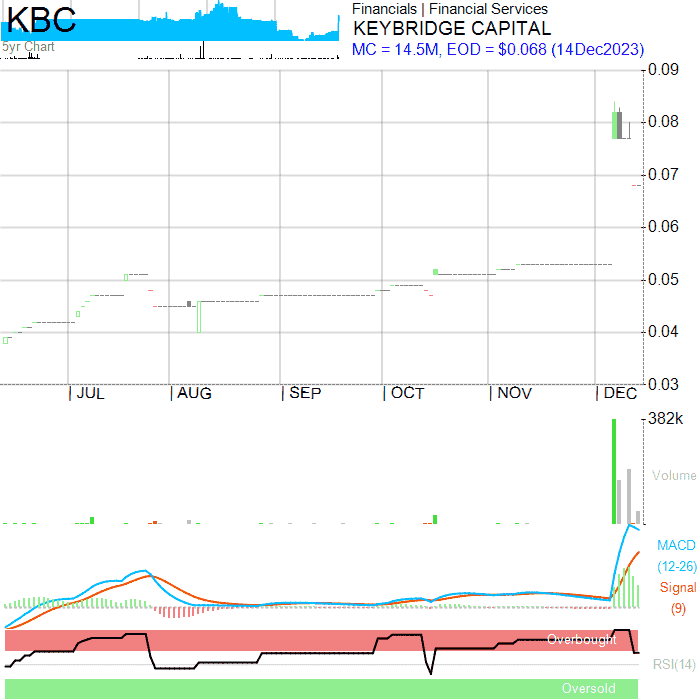 KBC
5yr Chart
Financials | Financial Services
KEYBRIDGE CAPITAL
MC = 14.5M, EOD = $0.068 (14Dec2023)
0.09
0.08
0.07
0.06
0.05
0.04
0.03
JUL AUG SEP OCT NOV DEC
382k
Volume
MACD
(12-26)
Signal
(9)
Overbought
RSI(14)
Oversold